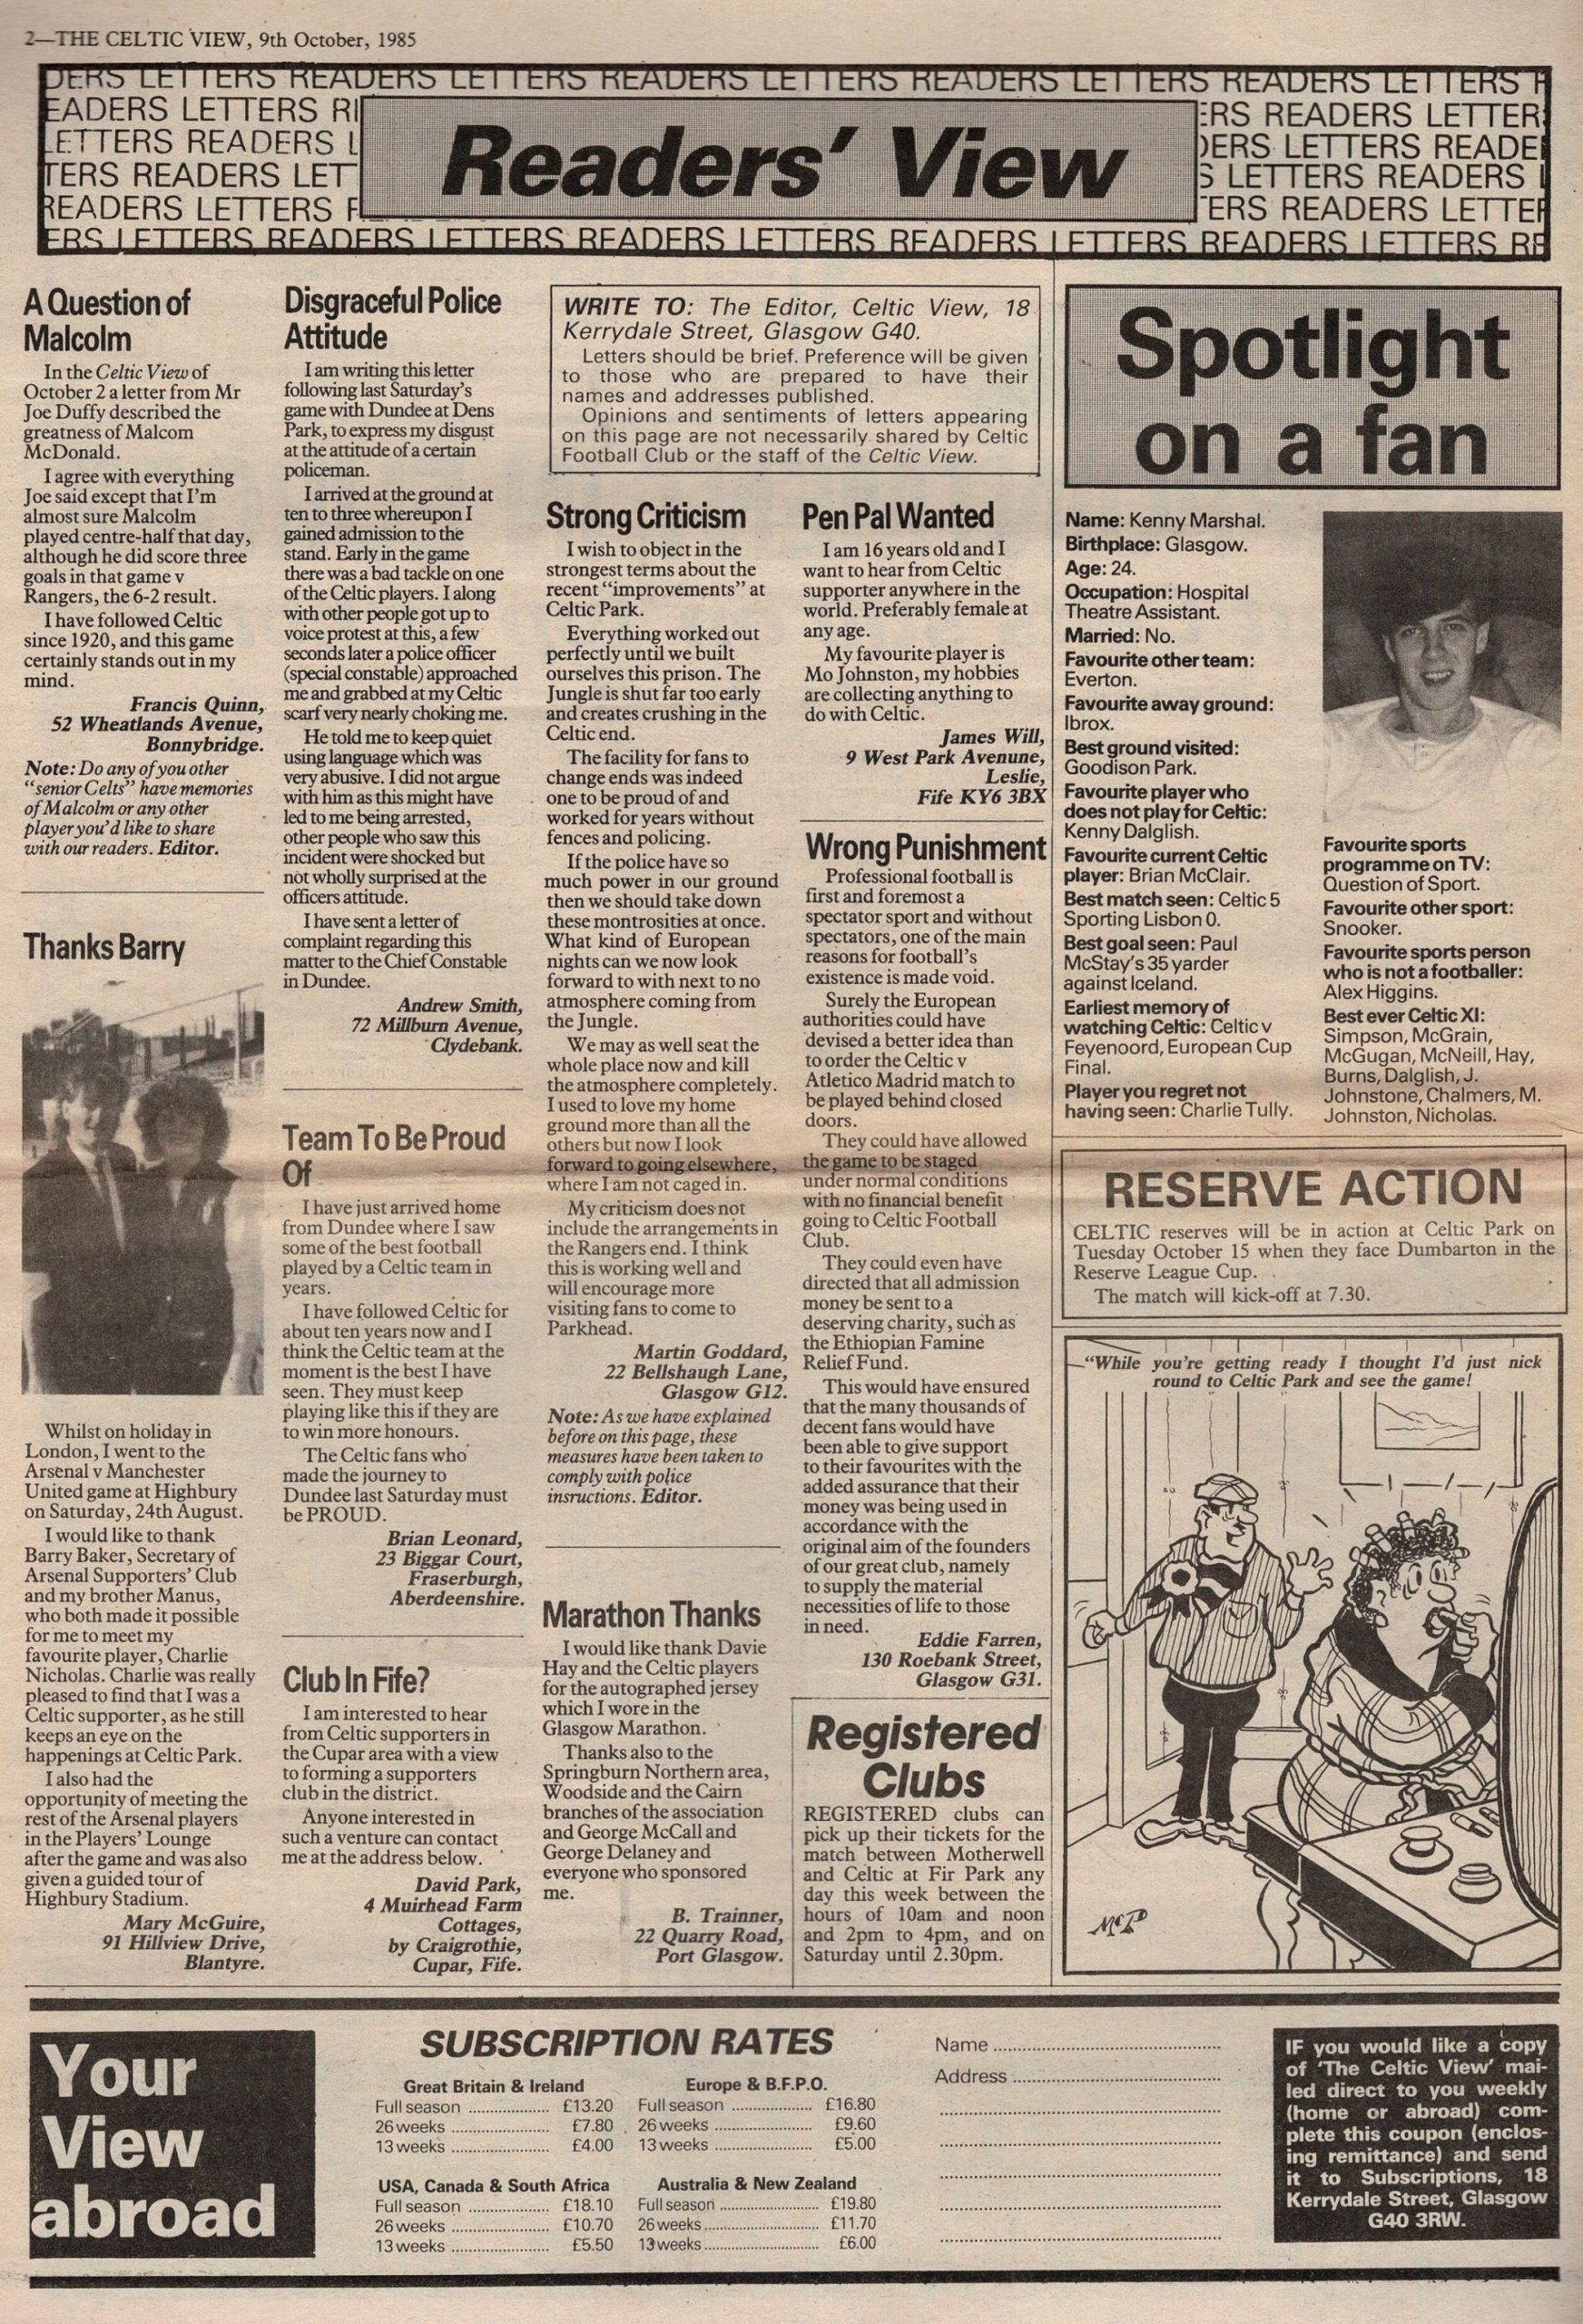 2—THE CELTIC VIEW, 9th October, 1985
DERS LETTERS READERS LETTERS READERS LETTERS READERS LETTERS READERS LETTERS R
EADERS LETTERS RE
ERS READERS LETTER
LETTERS READERS L
DERS LETTERS READE
TERS READERS LET
S LETTERS READERS L
READERS LETTERS R
TERS READERS LETTER
ERS LETTERS READERS LETTERS READERS LETTERS READERS LETTERS READERS LETTERS RE
Readers' View
A Question of
Malcolm
In the Celtic View of
October 2 a letter from Mr
Joe Duffy described the
greatness of Malcom
McDonald.
I agree with everything
Joe said except that I'm
almost sure Malcolm
played centre-half that day,
although he did score three
goals in that game v
Rangers, the 6-2 result.
I have followed Celtic
since 1920, and this game
certainly stands out in my
mind.
Francis Quinn,
52 Wheatlands Avenue,
Bonnybridge.
Note: Do any of you other
"senior Celts" have memories
of Malcolm or any other
player you'd like to share
with our readers. Editor.
Thanks Barry
Whilst on holiday in
London, I went to the
Arsenal v Manchester
United game at Highbury
on Saturday, 24th August.
I would like to thank
Barry Baker, Secretary of
Arsenal Supporters' Club
and my brother Manus,
who both made it possible
for me to meet my
favourite player, Charlie
Nicholas. Charlie was really
pleased to find that I was a
Celtic supporter, as he still
keeps an eye on the
happenings at Celtic Park.
I also had the
opportunity of meeting the
rest of the Arsenal players
in the Players' Lounge
after the game and was also
given a guided tour of
Highbury Stadium.
Mary McGuire,
91 Hillview Drive,
Blantyre.
Disgraceful Police
Attitude
I am writing this letter
following last Saturday's
game with Dundee at Dens
Park, to express my disgust
at the attitude of a certain
policeman.
I arrived at the ground at
ten to three whereupon I
gained admission to the
stand. Early in the game
there was a bad tackle on one
of the Celtic players. I along
with other people got up to
voice protest at this, a few
seconds later a police officer
(special constable) approached
me and grabbed at my Celtic
scarf very nearly choking me.
He told me to keep quiet
using language which was
very abusive. I did not argue
with him as this might have
led to me being arrested,
other people who saw this
incident were shocked but
not wholly surprised at the
officers attitude.
I have sent a letter of
complaint regarding this
matter to the Chief Constable
in Dundee.
Andrew Smith,
72 Millburn Avenue,
Clydebank.
Team To Be Proud
Of
I have just arrived home
from Dundee where I saw
some of the best football
played by a Celtic team in
years.
I have followed Celtic for
about ten years now and I
think the Celtic team at the
moment is the best I have
seen. They must keep
playing like this if they are
to win more honours.
The Celtic fans who
made the journey to
Dundee last Saturday must
be PROUD.
Brian Leonard,
23 Biggar Court,
Fraserburgh,
Aberdeenshire.
Club In Fife?
I am interested to hear
from Celtic supporters in
the Cupar area with a view
to forming a supporters
club in the district.
Anyone interested in
such a venture can contact
me at the address below.
David Park,
4 Muirhead Farm
Cottages,
by Craigrothie,
Cupar, Fife.
WRITE TO: The Editor, Celtic View, 18
Kerrydale Street, Glasgow G40.
Letters should be brief. Preference will be given
to those who are prepared to have their
names and addresses published.
Opinions and sentiments of letters appearing
on this page are not necessarily shared by Celtic
Football Club or the staff of the Celtic View.
Strong Criticism
I wish to object in the
strongest terms about the
recent "improvements" at
Celtic Park.
Everything worked out
perfectly until we built
ourselves this prison. The
Jungle is shut far too early
and creates crushing in the
Celtic end.
The facility for fans to
change ends was indeed
one to be proud of and
worked for years without
fences and policing.
If the police have so
much power in our ground
then we should take down
these montrosities at once.
What kind of European
nights can we now look
forward to with next to no
atmosphere coming from
the Jungle.
We may as well seat the
whole place now and kill
the atmosphere completely.
I used to love my home
ground more than all the
others but now I look
forward to going elsewhere,
where I am not caged in.
My criticism does not
include the arrangements in
the Rangers end. I think
this is working well and
will encourage more
visiting fans to come to
Parkhead.
Martin Goddard,
22 Bellshaugh Lane,
Glasgow G12.
Note: As we have explained
before on this page, these
measures have been taken to
comply with police
insructions. Editor.
Marathon Thanks
I would like thank Davie
Hay and the Celtic players
for the autographed jersey
which I wore in the
Glasgow Marathon.
Thanks also to the
Springburn Northern area,
Woodside and the Cairn
branches of the association
and George McCall and
George Delaney and
everyone who sponsored
me.
B. Trainner,
22 Quarry Road,
Port Glasgow.
Pen Pal Wanted
I am 16 years old and I
want to hear from Celtic
supporter anywhere in the
world. Preferably female at
any age.
My favourite player is
Mo Johnston, my hobbies
are collecting anything to
do with Celtic.
James Will,
9 West Park Avenune,
Leslie,
Fife KY6 3BX
Wrong Punishment
Professional football is
first and foremost a
spectator sport and without
spectators, one of the main
reasons for football's
existence is made void.
Surely the European
authorities could have
devised a better idea than
to order the Celtic v
Atletico Madrid match to
be played behind closed
doors.
They could have allowed
the game to be staged
under normal conditions
with no financial benefit
going to Celtic Football
Club.
They could even have
directed that all admission
money be sent to a
deserving charity, such as
the Ethiopian Famine
Relief Fund.
This would have ensured
that the many thousands of
decent fans would have
been able to give support
to their favourites with the
added assurance that their
money was being used in
accordance with the
original aim of the founders
of our great club, namely
to supply the material
necessities of life to those
in need.
Eddie Farren,
130 Roebank Street,
Glasgow G31.
Registered
Clubs
REGISTERED clubs can
pick up their tickets for the
match between Motherwell
and Celtic at Fir Park any
day this week between the
hours of 10am and noon
and 2pm to 4pm, and on
Saturday until 2.30pm.
Spotlight
on a fan
Name: Kenny Marshal.
Birthplace: Glasgow.
Age: 24.
Occupation: Hospital
Theatre Assistant.
Married: No.
Favourite other team:
Everton.
Favourite away ground:
Ibrox.
Best ground visited:
Goodison Park.
Favourite player who
does not play for Celtic:
Kenny Dalglish.
Favourite current Celtic
player: Brian McClair.
Best match seen: Celtic 5
Sporting Lisbon 0.
Best goal seen: Paul
McStay's 35 yarder
against Iceland.
Earliest memory of
watching Celtic: Celtic v
Feyenoord, European Cup
Final.
Player you regret not
having seen: Charlie Tully.
Favourite sports
programme on TV:
Question of Sport.
Favourite other sport:
Snooker.
Favourite sports person
who is not a footballer:
Alex Higgins.
Best ever Celtic XI:
Simpson, McGrain,
McGugan, McNeill, Hay,
Burns, Dalglish, J.
Johnstone, Chalmers, M.
Johnston, Nicholas.
RESERVE ACTION
CELTIC reserves will be in action at Celtic Park on
Tuesday October 15 when they face Dumbarton in the
Reserve League Cup.
The match will kick-off at 7.30.
"While you're getting ready I thought I'd just nick
round to Celtic Park and see the game!
Your
View
abroad
SUBSCRIPTION RATES
Great Britain & Ireland
Full season .................. £13.20
26 weeks ...................... £7.80
13 weeks ...................... £4.00
Europe & B.F.P.O.
Full season .................. £16.80
26 weeks ...................... £9.60
13 weeks ...................... £5.00
USA, Canada & South Africa
Full season .................. £18.10
26 weeks ...................... £10.70
13 weeks ...................... £5.50
Australia & New Zealand
Full season ...................... £19.80
26 weeks .......................... £11.70
13 weeks .......................... £6.00
Name ..................................................
Address ..............................................
IF you would like a copy
of 'The Celtic View' mai-
led direct to you weekly
(home or abroad) com-
plete this coupon (enclos-
ing remittance) and send
it to Subscriptions, 18
Kerrydale Street, Glasgow
G40 3RW.